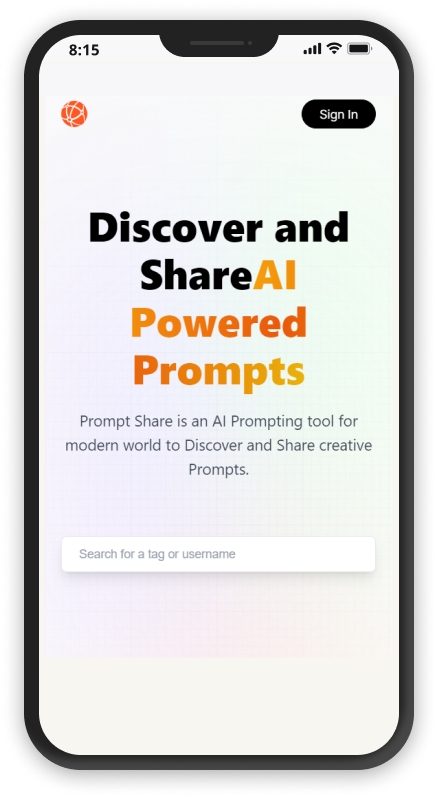 8:15
Sign In
Discover and
ShareAI
Powered
Prompts
Prompt Share is an AI Prompting tool for
modern world to Discover and Share creative
Prompts.
Search for a tag or username